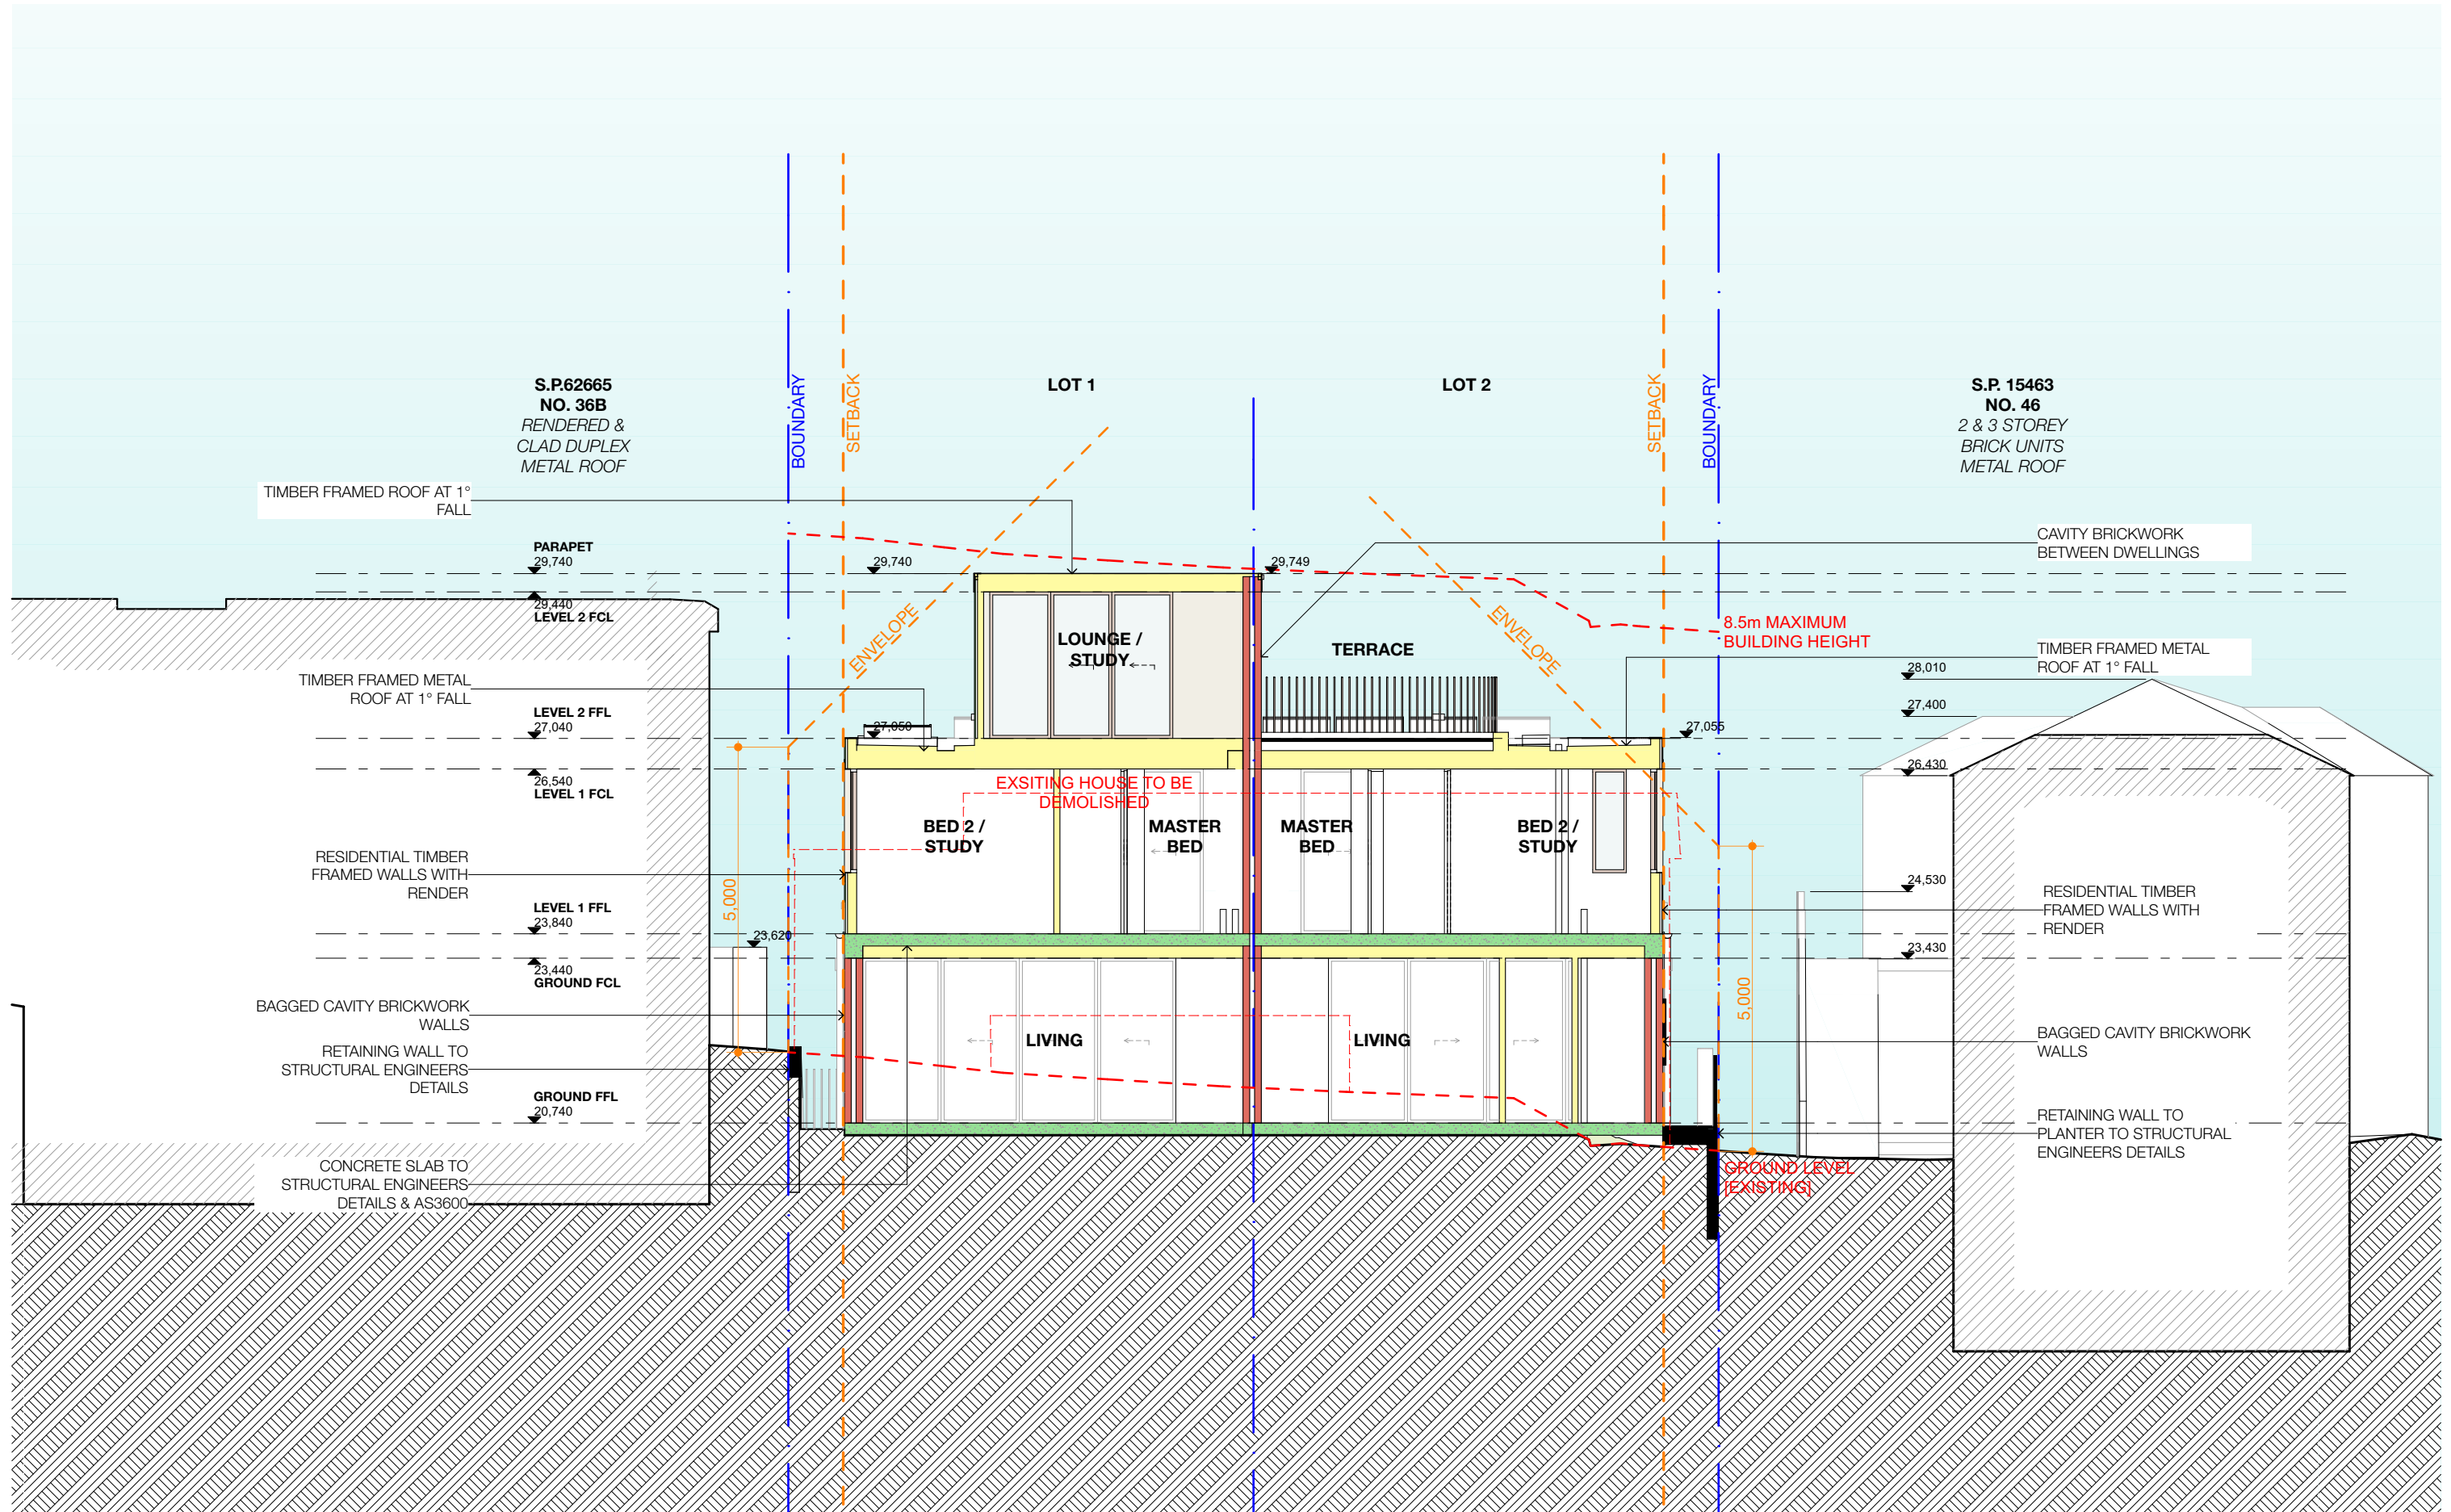 S.P.62665
NO. 36B
RENDERED &
CLAD DUPLEX
METAL ROOF
BOUNDARY
SETBACK
LOT 1
LOT 2
SETBACK
BOUNDARY
S.P. 15463
NO. 46
2 & 3 STOREY
BRICK UNITS
METAL ROOF
TIMBER FRAMED ROOF AT 1°
FALL
PARAPET
29,740
29,740
29,749
CAVITY BRICKWORK
BETWEEN DWELLINGS
29,440
LEVEL 2 FCL
ENVELOPE
LOUNGE /
STUDY
TERRACE
ENVELOPE
8.5m MAXIMUM
BUILDING HEIGHT
TIMBER FRAMED METAL
ROOF AT 1° FALL
TIMBER FRAMED METAL
ROOF AT 1° FALL
28,010
27,400
LEVEL 2 FFL
27,040
27,050
27,055
26,540
LEVEL 1 FCL
26,430
EXSITING HOUSE TO BE
DEMOLISHED
BED 2 /
STUDY
MASTER
BED
MASTER
BED
BED 2 /
STUDY
RESIDENTIAL TIMBER
FRAMED WALLS WITH
RENDER
5,000
24,530
RESIDENTIAL TIMBER
FRAMED WALLS WITH
RENDER
LEVEL 1 FFL
23,840
23,620
23,430
23,440
GROUND FCL
5,000
BAGGED CAVITY BRICKWORK
WALLS
LIVING
LIVING
BAGGED CAVITY BRICKWORK
WALLS
RETAINING WALL TO
STRUCTURAL ENGINEERS
DETAILS
GROUND FFL
20,740
RETAINING WALL TO
PLANTER TO STRUCTURAL
ENGINEERS DETAILS
CONCRETE SLAB TO
STRUCTURAL ENGINEERS
DETAILS & AS3600
GROUND LEVEL
[EXISTING]